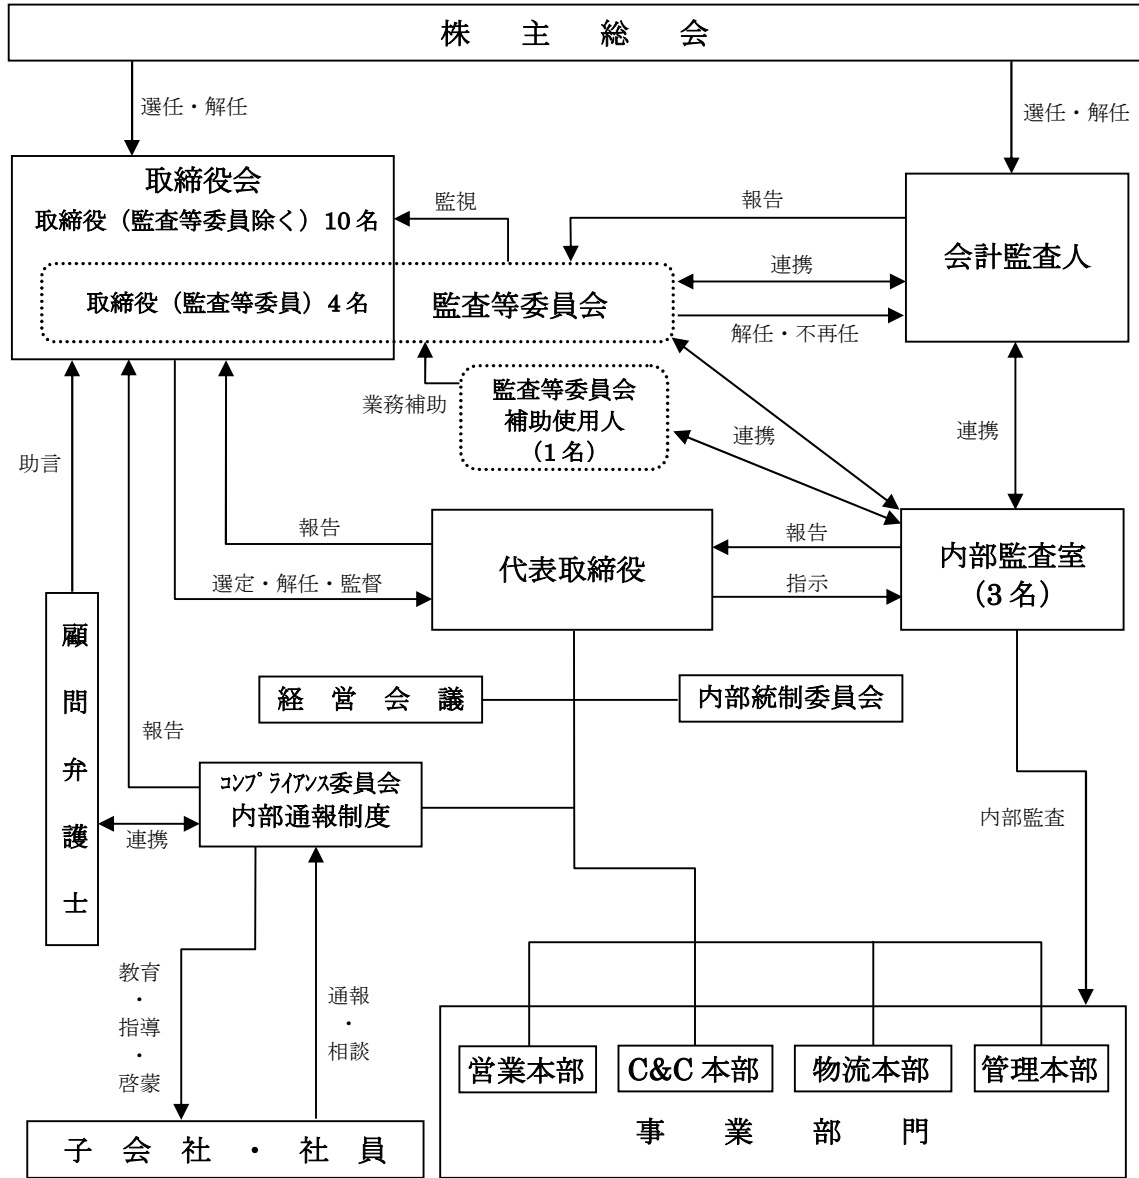 株 主 総 会
選任・解任
選任・解任
取締役会
取締役（監査等委員除く）10名
監視
報告
会計監査人
連携
取締役（監査等委員）4名
監査等委員会
解任・不再任
業務補助
監査等委員会
補助使用人
（1名）
連携
連携
助言
報告
選定・解任・監督
代表取締役
報告
指示
内部監査室
（3名）
顧問弁護士
経 営 会 議
内部統制委員会
報告
ｺﾝﾌﾟﾗｲｱﾝｽ委員会
内部通報制度
連携
内部監査
教育
・
指導
・
啓蒙
通報
・
相談
営業本部
C&C 本部
物流本部
管理本部
事 業 部 門
子 会 社 ・ 社 員